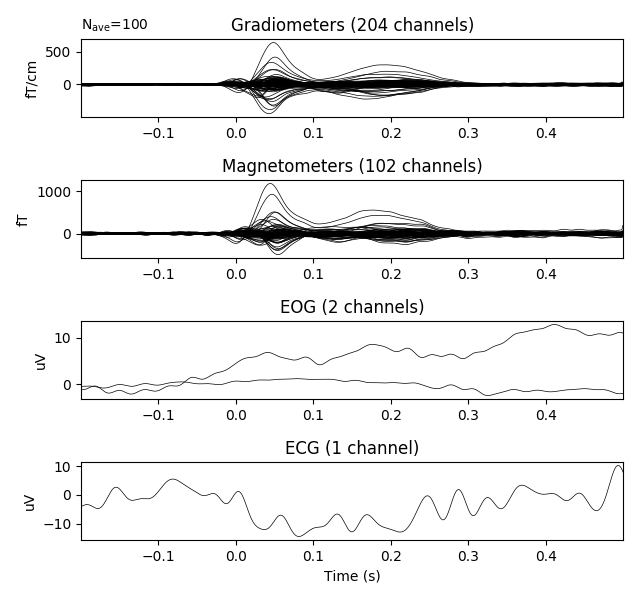 N_ave=100
Gradiometers (204 channels)
500
0
fT/cm
−0.1 0.0 0.1 0.2 0.3 0.4
Magnetometers (102 channels)
1000
0
fT
−0.1 0.0 0.1 0.2 0.3 0.4
EOG (2 channels)
10
0
uV
−0.1 0.0 0.1 0.2 0.3 0.4
ECG (1 channel)
10
0
−10
uV
−0.1 0.0 0.1 0.2 0.3 0.4
Time (s)